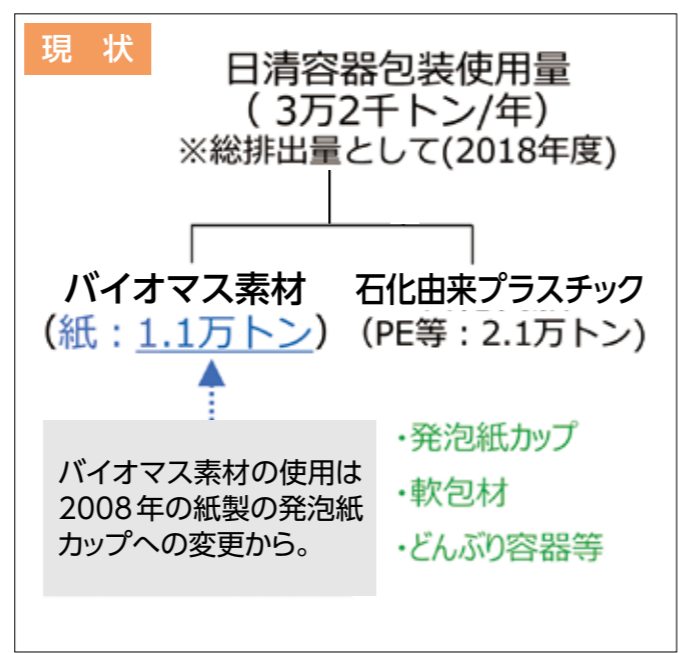 現 状
日清容器包装使用量
（ 3万2千トン/年）
※総排出量として(2018年度)
バイオマス素材
（紙：1.1万トン）
石化由来プラスチック
（PE等：2.1万トン)
バイオマス素材の使用は
2008年の紙製の発泡紙
カップへの変更から。
・発泡紙カップ
・軟包材
・どんぶり容器等